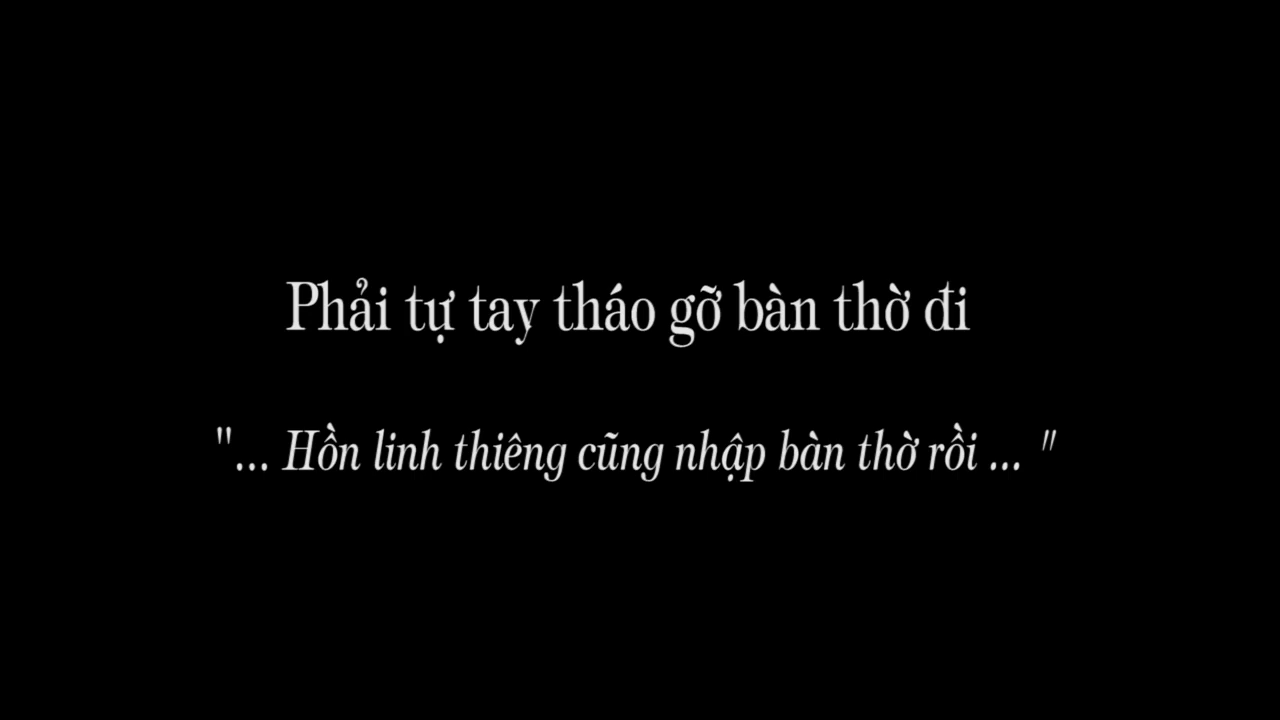 Phải tự tay tháo gỡ bàn thờ đi
"... Hồn linh thiêng cũng nhập bàn thờ rồi ... "